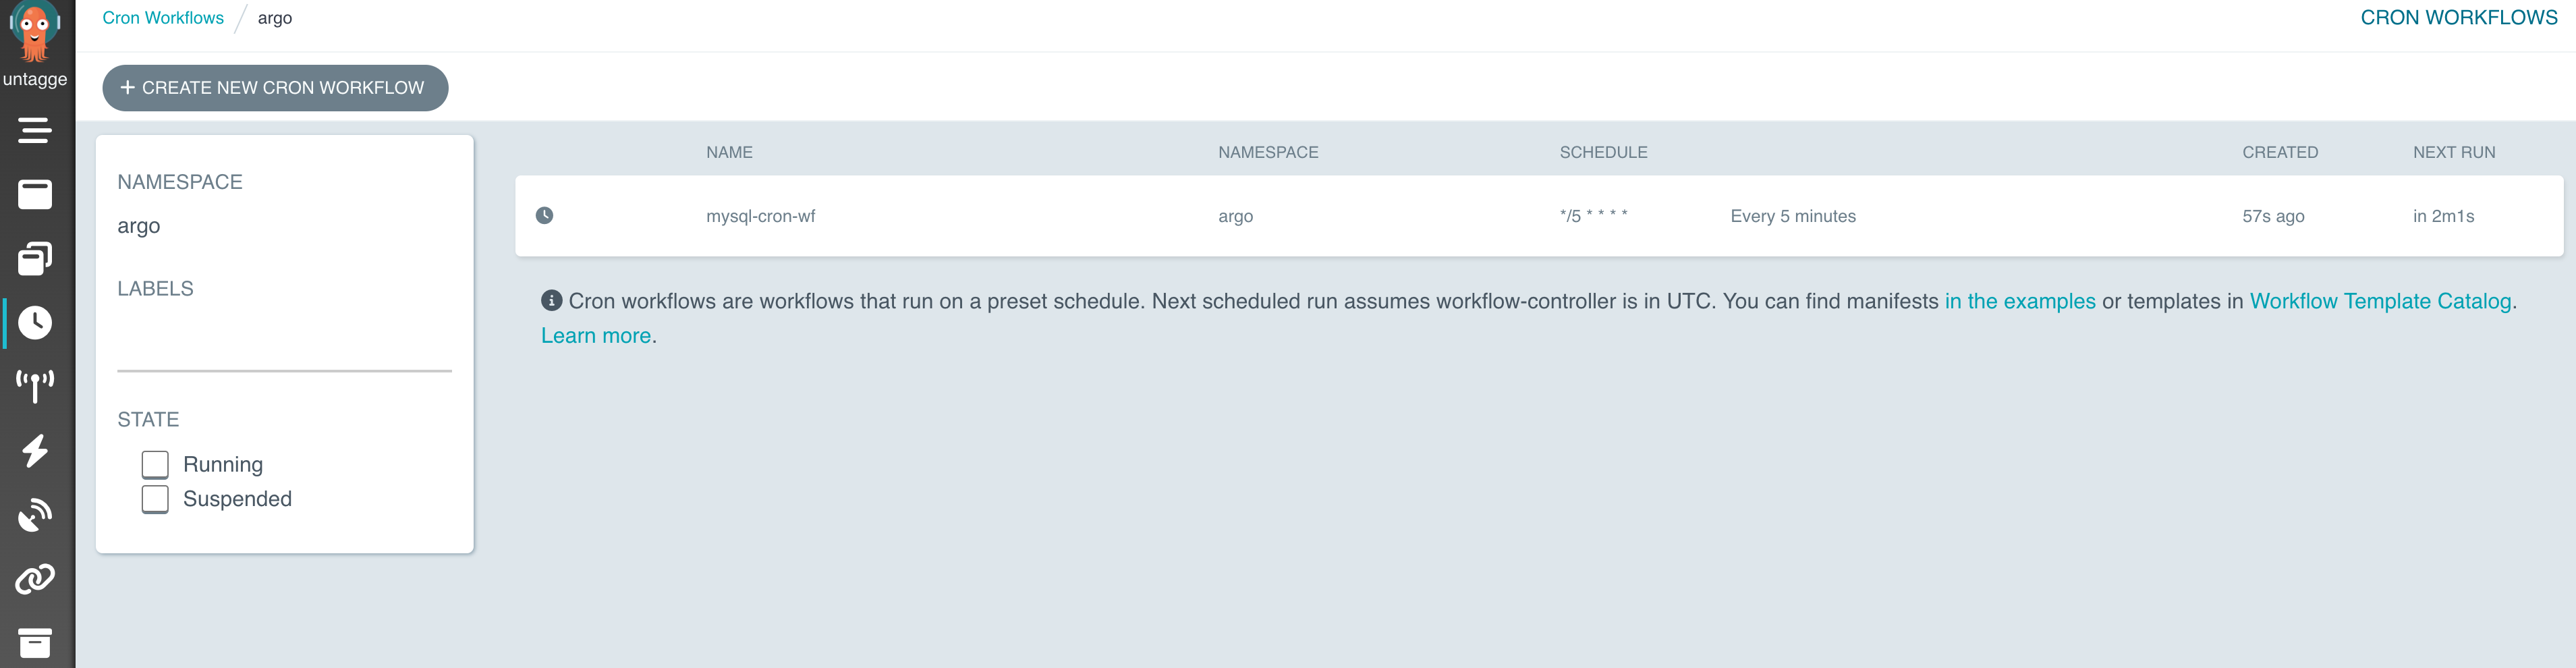 Cron Workflows / argo
CRON WORKFLOWS
untagge
+ CREATE NEW CRON WORKFLOW
NAMESPACE
argo
LABELS
STATE
Running
Suspended
NAME NAMESPACE SCHEDULE CREATED NEXT RUN
mysql-cron-wf argo */5 * * * * Every 5 minutes 57s ago in 2m1s
Cron workflows are workflows that run on a preset schedule. Next scheduled run assumes workflow-controller is in UTC. You can find manifests in the examples or templates in Workflow Template Catalog.
Learn more.